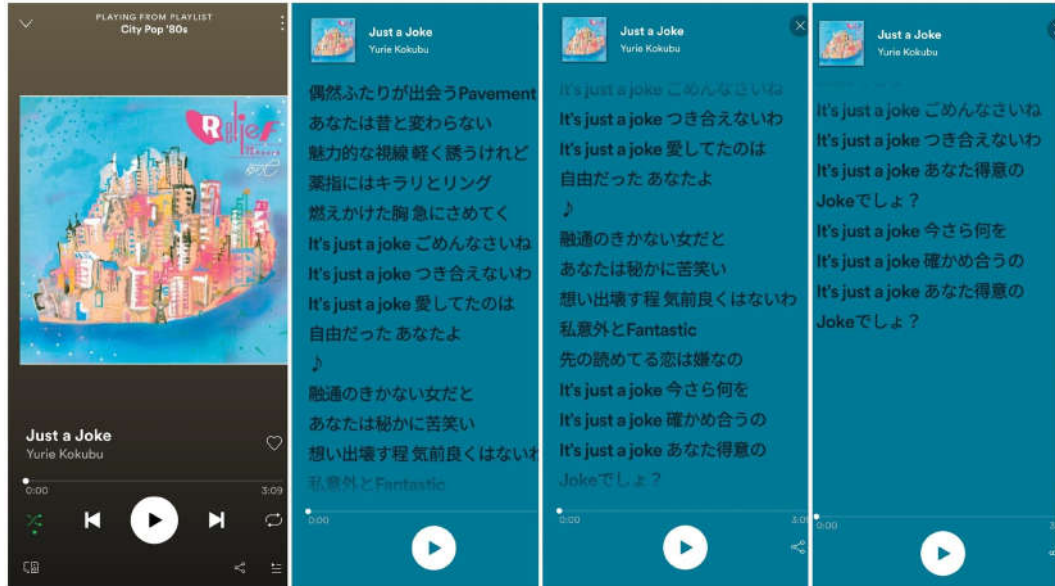 PLAYING FROM PLAYLIST
City Pop '80s
Relief
Just a Joke
Yurie Kokubu
0:00
3:09
Just a Joke
Yurie Kokubu
偶然ふたりが出会うPavement
あなたは昔と変わらない
魅力的な視線 軽く誘うけれど
薬指にはキラリとリング
燃えかけた胸 急にさめてく
It's just a joke ごめんなさいね
It's just a joke つき合えないわ
It's just a joke 愛してたのは
自由だった あなたよ
♪
融通のきかない女だと
あなたは秘かに苦笑い
想い出壊す程 気前良くはない
私意外とFantastic
0:00
Just a Joke
Yurie Kokubu
It's just a joke ごめんなさいね
It's just a joke つき合えないわ
It's just a joke 愛してたのは
自由だった あなたよ
♪
融通のきかない女だと
あなたは秘かに苦笑い
想い出壊す程 気前良くはないわ
私意外とFantastic
先の読めてる恋は嫌なの
It's just a joke 今さら何を
It's just a joke 確かめ合うの
It's just a joke あなた得意の
Jokeでしょ？
0:00
Just a Joke
Yurie Kokubu
It's just a joke ごめんなさいね
It's just a joke つき合えないわ
It's just a joke あなた得意の
Jokeでしょ？
It's just a joke 今さら何を
It's just a joke 確かめ合うの
It's just a joke あなた得意の
Jokeでしょ？
0:00